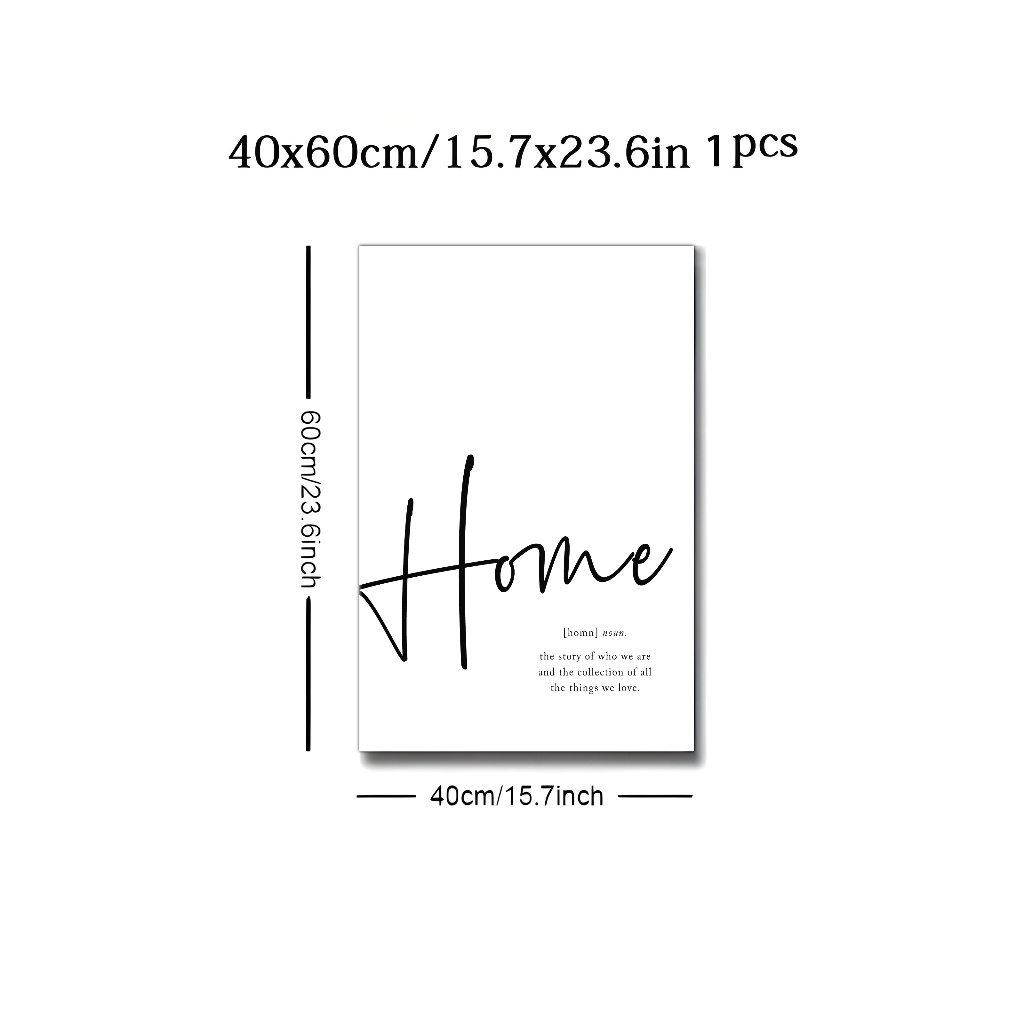 40x60cm/15.7x23.6in 1pcs
60cm/23.6inch
Home
[homn] noun.
the story of who we are
and the collection of all
the things we love.
40cm/15.7inch